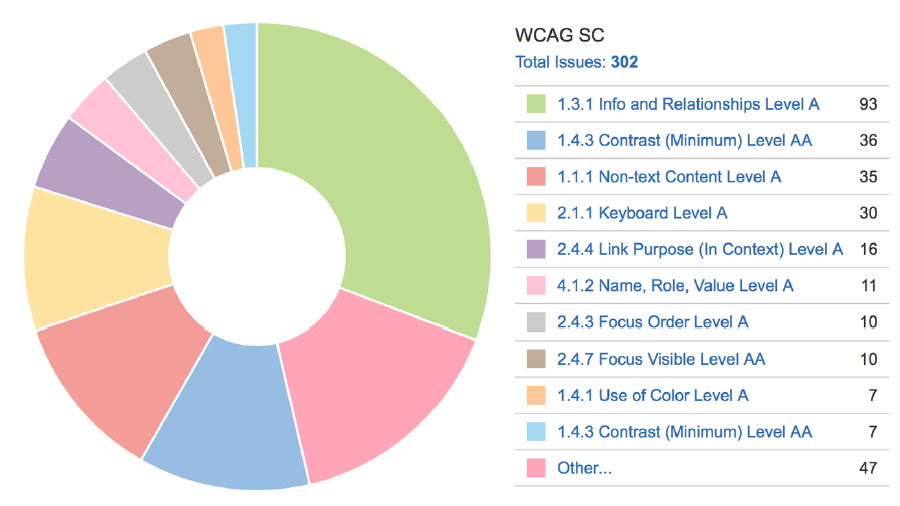 WCAG SC
Total Issues: 302
1.3.1 Info and Relationships Level A 93
1.4.3 Contrast (Minimum) Level AA 36
1.1.1 Non-text Content Level A 35
2.1.1 Keyboard Level A 30
2.4.4 Link Purpose (In Context) Level A 16
4.1.2 Name, Role, Value Level A 11
2.4.3 Focus Order Level A 10
2.4.7 Focus Visible Level AA 10
1.4.1 Use of Color Level A 7
1.4.3 Contrast (Minimum) Level AA 7
Other... 47